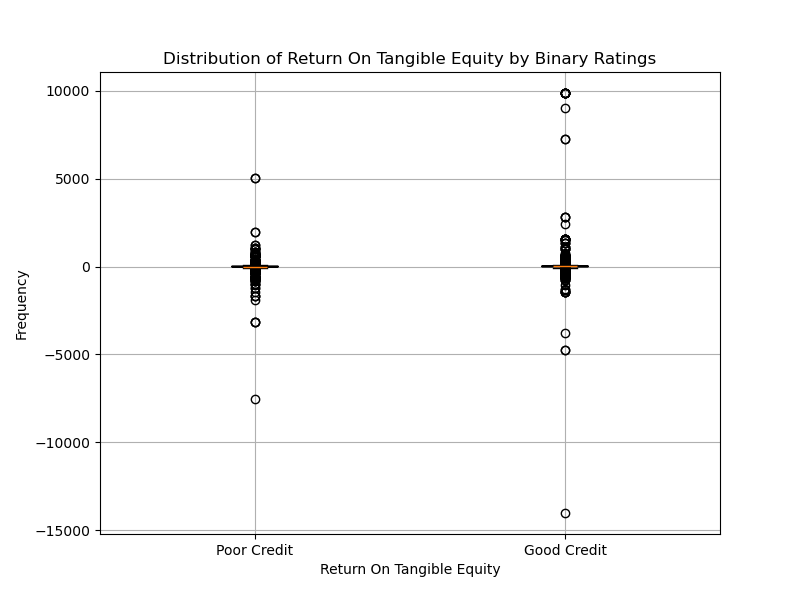 Distribution of Return On Tangible Equity by Binary Ratings
10000
5000
0
−5000
−10000
−15000
Frequency
Poor Credit
Good Credit
Return On Tangible Equity